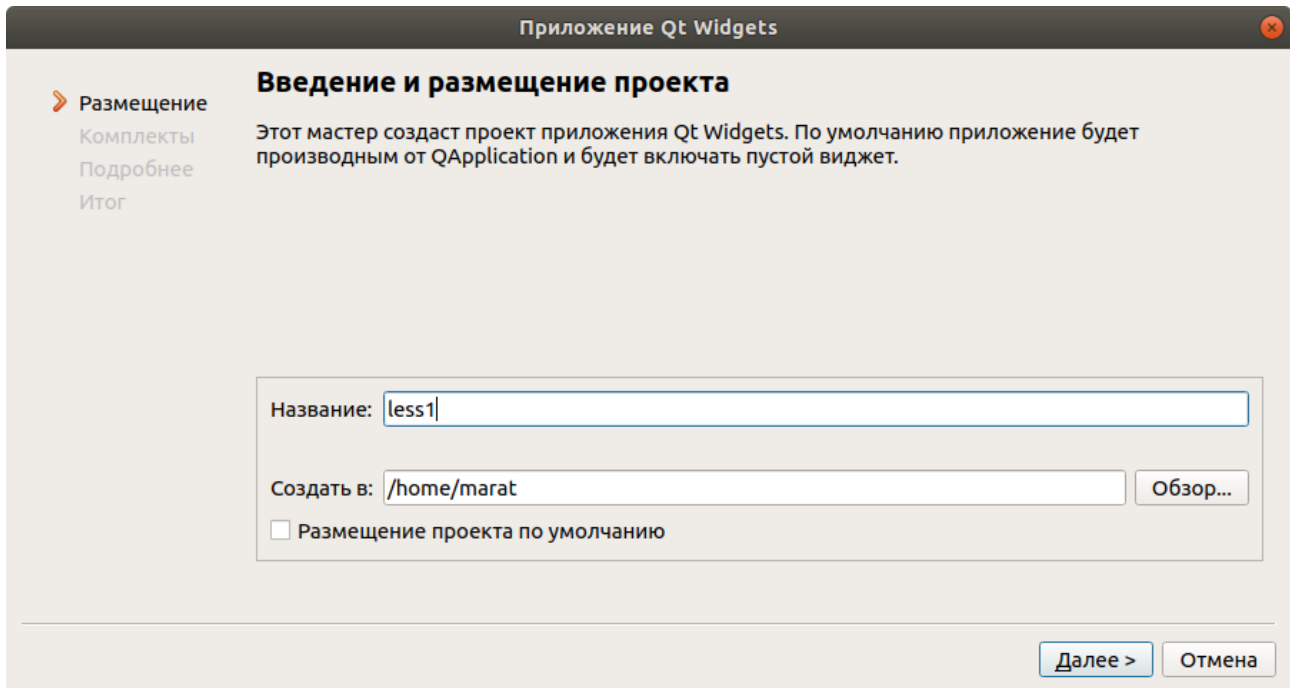 Приложение Qt Widgets
Размещение
Комплекты
Подробнее
Итог
Введение и размещение проекта
Этот мастер создаст проект приложения Qt Widgets. По умолчанию приложение будет
производным от QApplication и будет включать пустой виджет.
Название: less1
Создать в: /home/marat Обзор...
Размещение проекта по умолчанию
Далее > Отмена